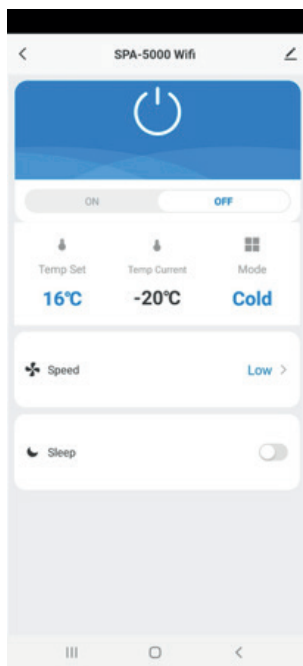 SPA-5000 Wifi
ON OFF
Temp Set Temp Current Mode
16°C -20°C Cold
Speed Low
Sleep